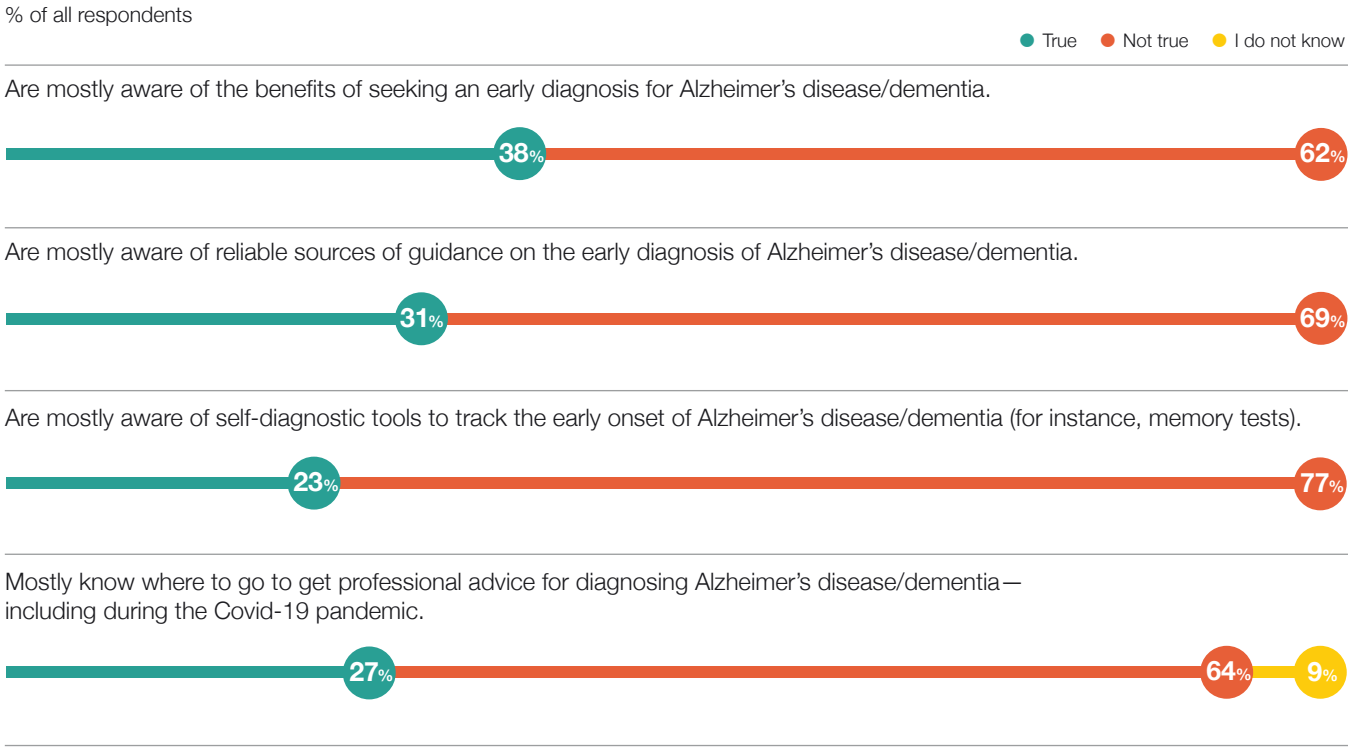 % of all respondents
True Not true I do not know
Are mostly aware of the benefits of seeking an early diagnosis for Alzheimer’s disease/dementia.
38% 62%
Are mostly aware of reliable sources of guidance on the early diagnosis of Alzheimer’s disease/dementia.
31% 69%
Are mostly aware of self-diagnostic tools to track the early onset of Alzheimer’s disease/dementia (for instance, memory tests).
23% 77%
Mostly know where to go to get professional advice for diagnosing Alzheimer’s disease/dementia—
including during the Covid-19 pandemic.
27% 64% 9%